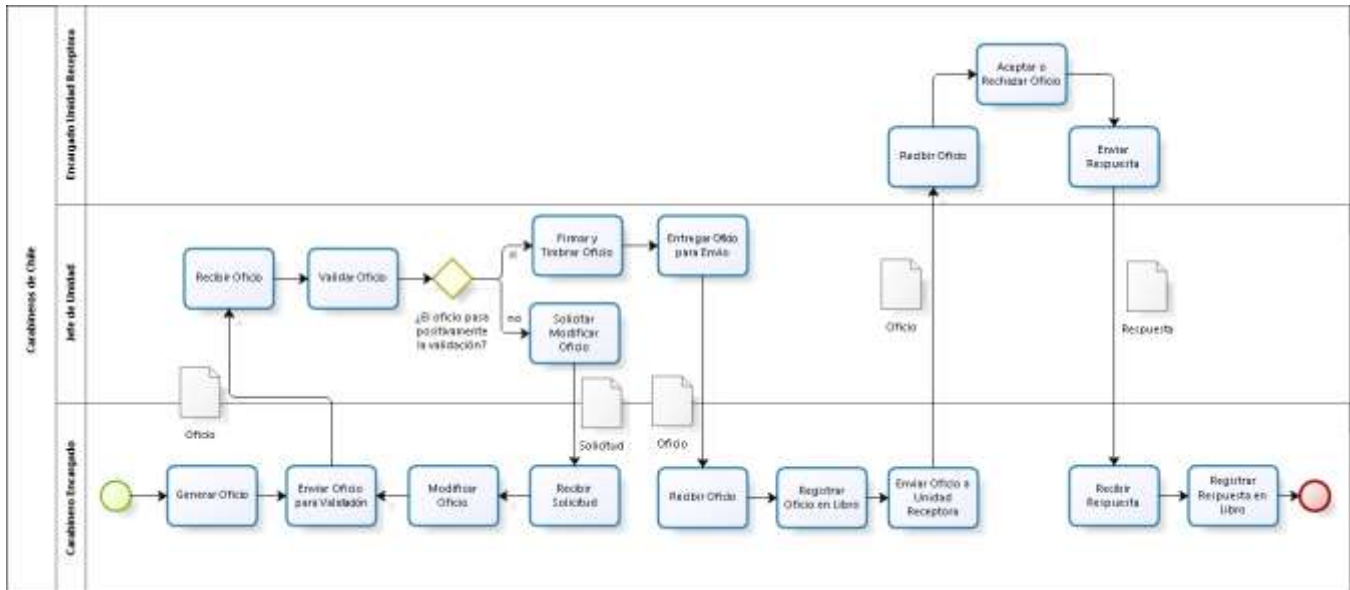 Carabineros de Chile
Encargado Unidad Receptora
Aceptar o
Rechazar Oficio
Recibir Oficio
Enviar
Respuesta
Jefe de Unidad
Recibir Oficio
Validar Oficio
¿El oficio pasa
positivamente
la validación?
si
no
Firmar y
Timbrar Oficio
Entregar Oficio
para Envio
Solicitar
Modificar
Oficio
Oficio
Respuesta
Carabinero Encargado
Oficio
Solicitud
Oficio
Generar Oficio
Enviar Oficio
para Validación
Modificar
Oficio
Recibir
Solicitud
Recibir Oficio
Registrar
Oficio en Libro
Enviar Oficio a
Unidad
Receptora
Recibir
Respuesta
Registrar
Respuesta en
Libro